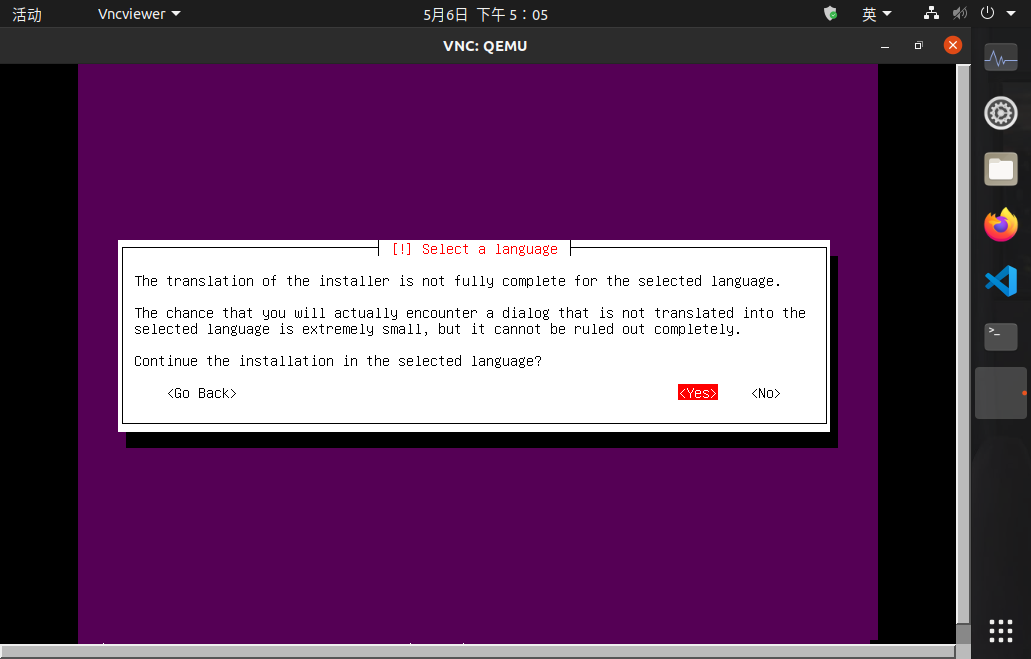 活动
Vncviewer
5月6日 下午 5：05
英
VNC: QEMU
[!] Select a language
The translation of the installer is not fully complete for the selected language.
The chance that you will actually encounter a dialog that is not translated into the
selected language is extremely small, but it cannot be ruled out completely.
Continue the installation in the selected language?
<Go Back> <Yes> <No>